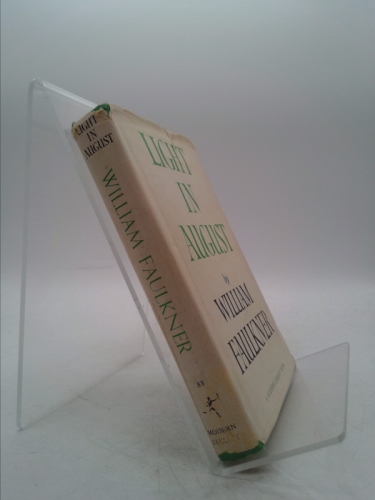 LIGHT
IN
AUGUST
WILLIAM FAULKNER
LIGHT
IN
AUGUST
by
WILLIAM
FAULKNER
MODERN